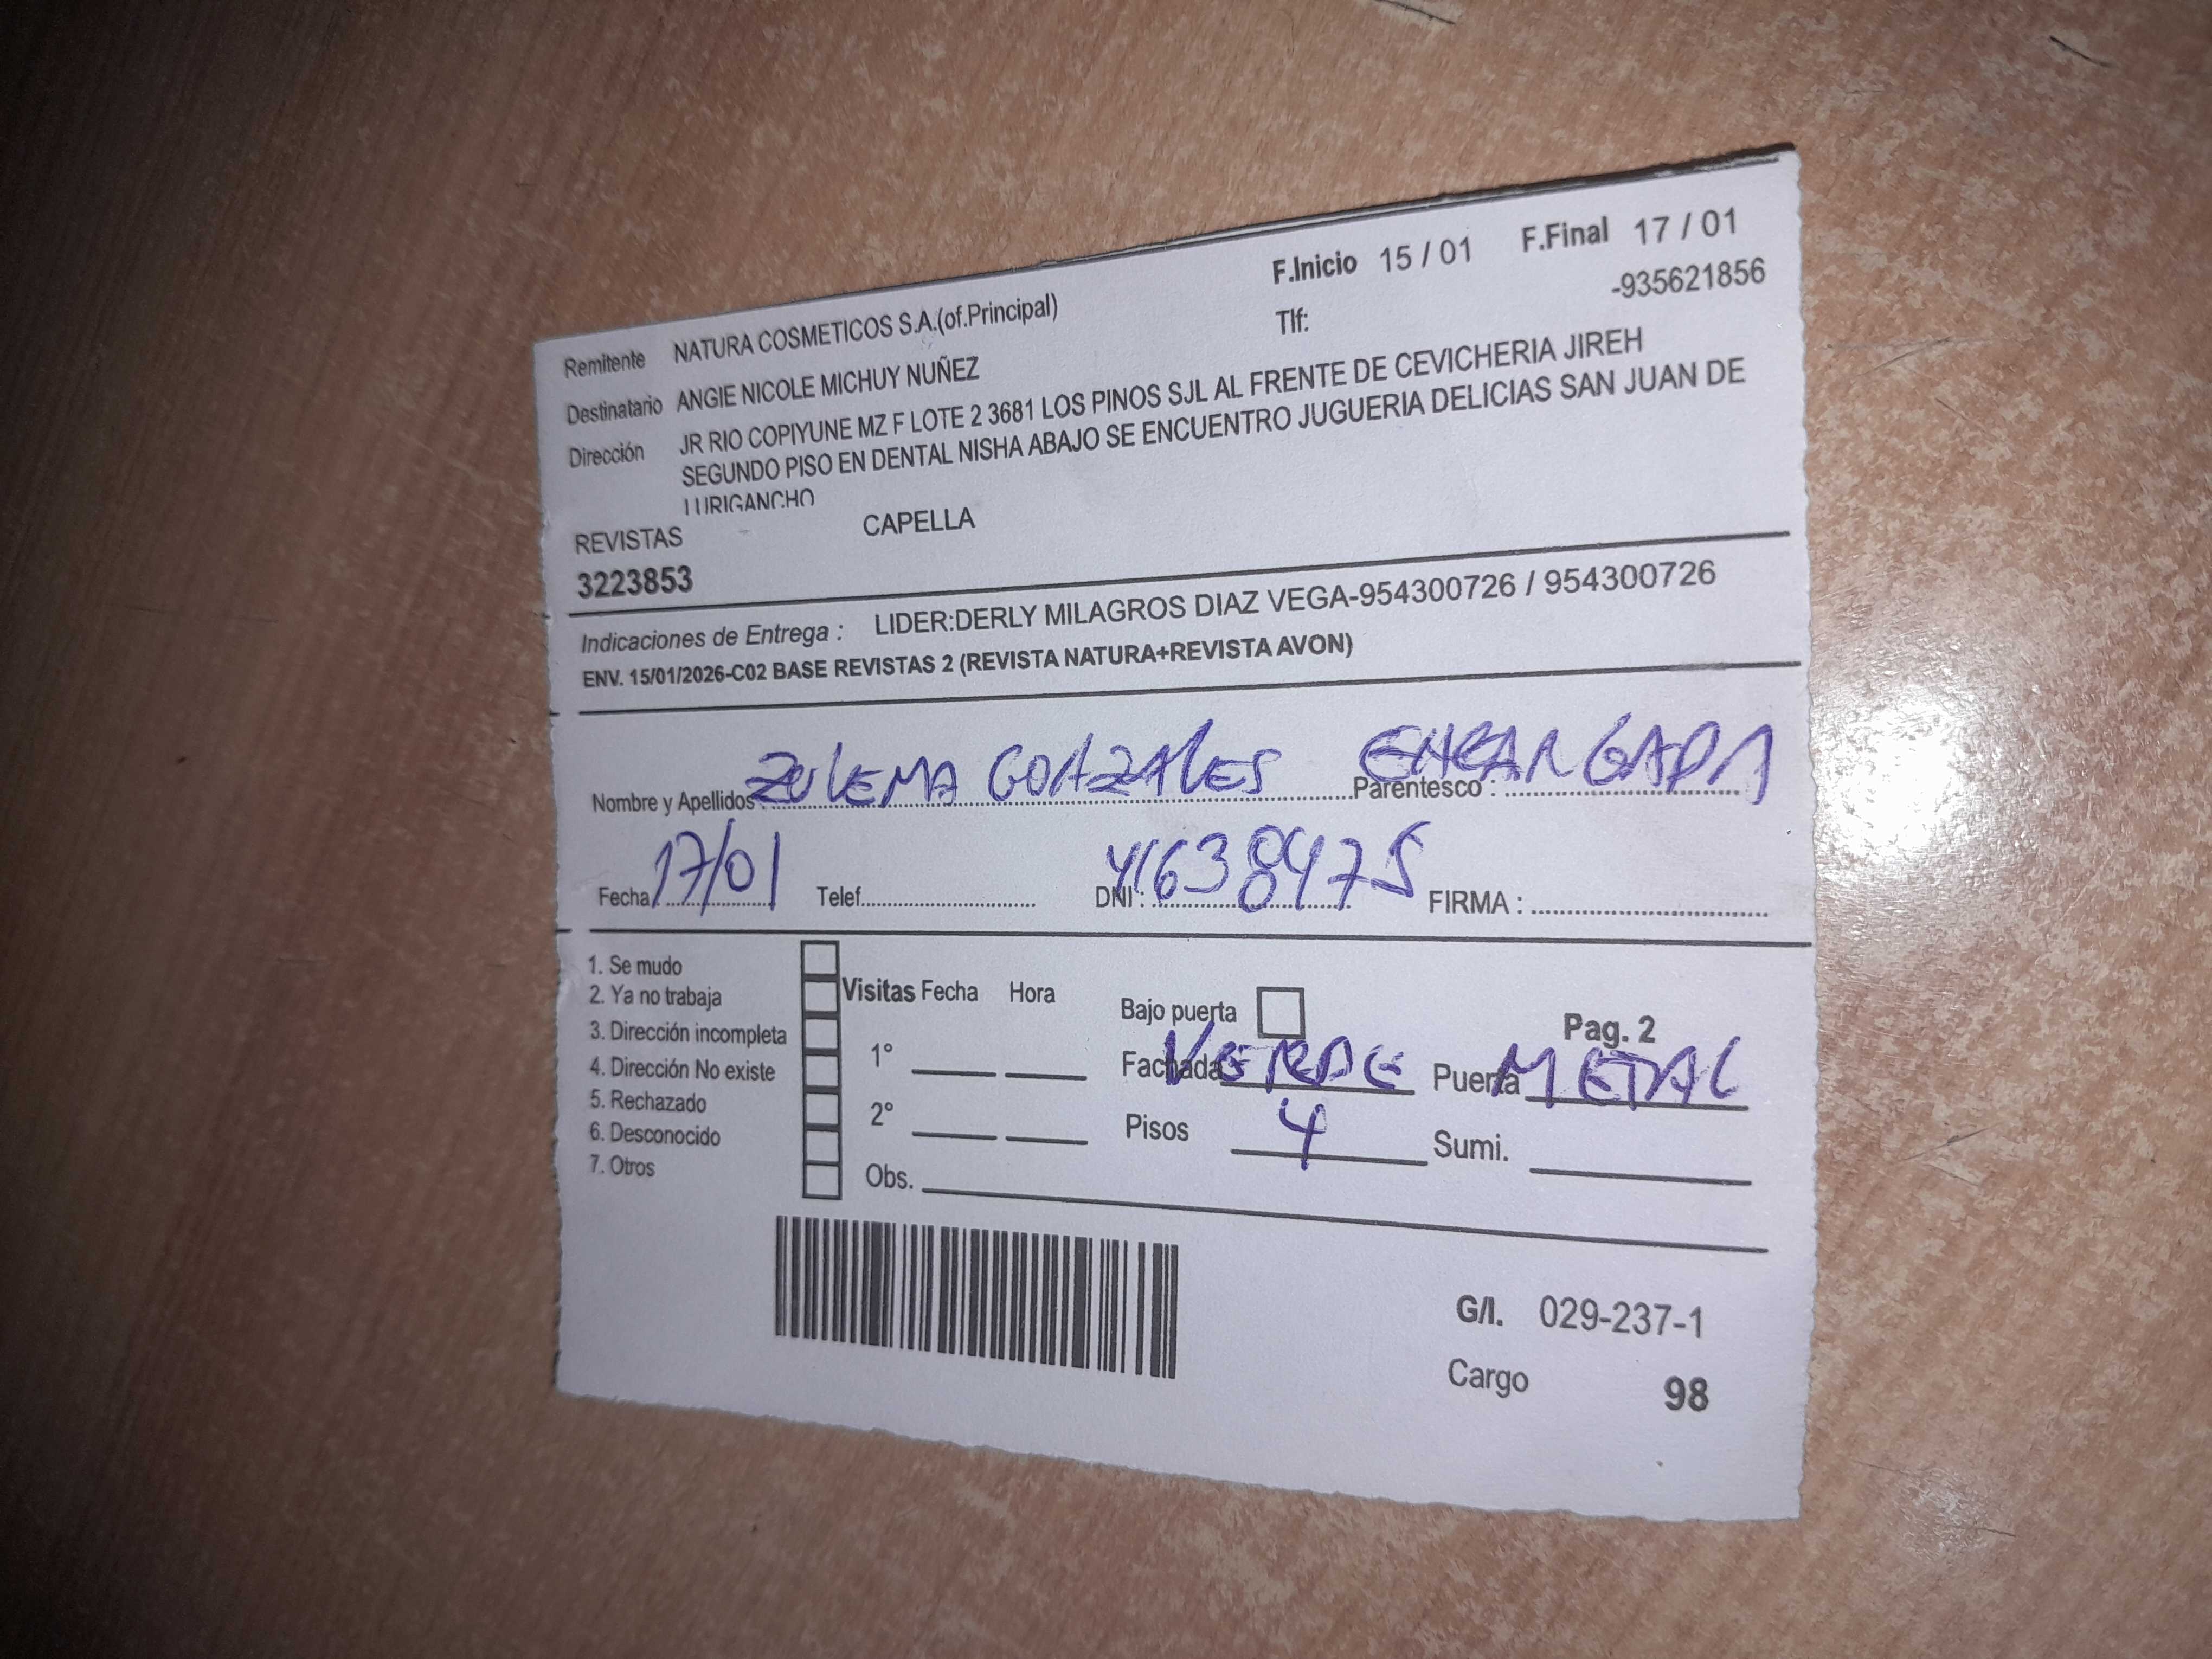 F.Inicio 15 / 01 F.Final 17 / 01
Remitente NATURA COSMETICOS S.A.(of.Principal) Tlf: -935621856
Destinatario ANGIE NICOLE MICHUY NUÑEZ
Dirección JR RIO COPIYUNE MZ F LOTE 2 3681 LOS PINOS SJL AL FRENTE DE CEVICHERIA JIREH
SEGUNDO PISO EN DENTAL NISHA ABAJO SE ENCUENTRO JUGUERIA DELICIAS SAN JUAN DE
LURIGANCHO
REVISTAS CAPELLA
3223853
Indicaciones de Entrega : LIDER:DERLY MILAGROS DIAZ VEGA-954300726 / 954300726
ENV. 15/01/2026-C02 BASE REVISTAS 2 (REVISTA NATURA+REVISTA AVON)
Nombre y Apellidos: ZULEMA GONZALES Parentesco : ENCARGADA
Fecha: 17/01 Telef. DNI : 41638475 FIRMA :
1. Se mudo
2. Ya no trabaja
3. Dirección incompleta
4. Dirección No existe
5. Rechazado
6. Desconocido
7. Otros
Visitas Fecha Hora
1°
2°
Obs.
Bajo puerta Pag. 2
Fachada VERDE Puerta METAL
Pisos 4 Sumi.
G/I. 029-237-1
Cargo 98